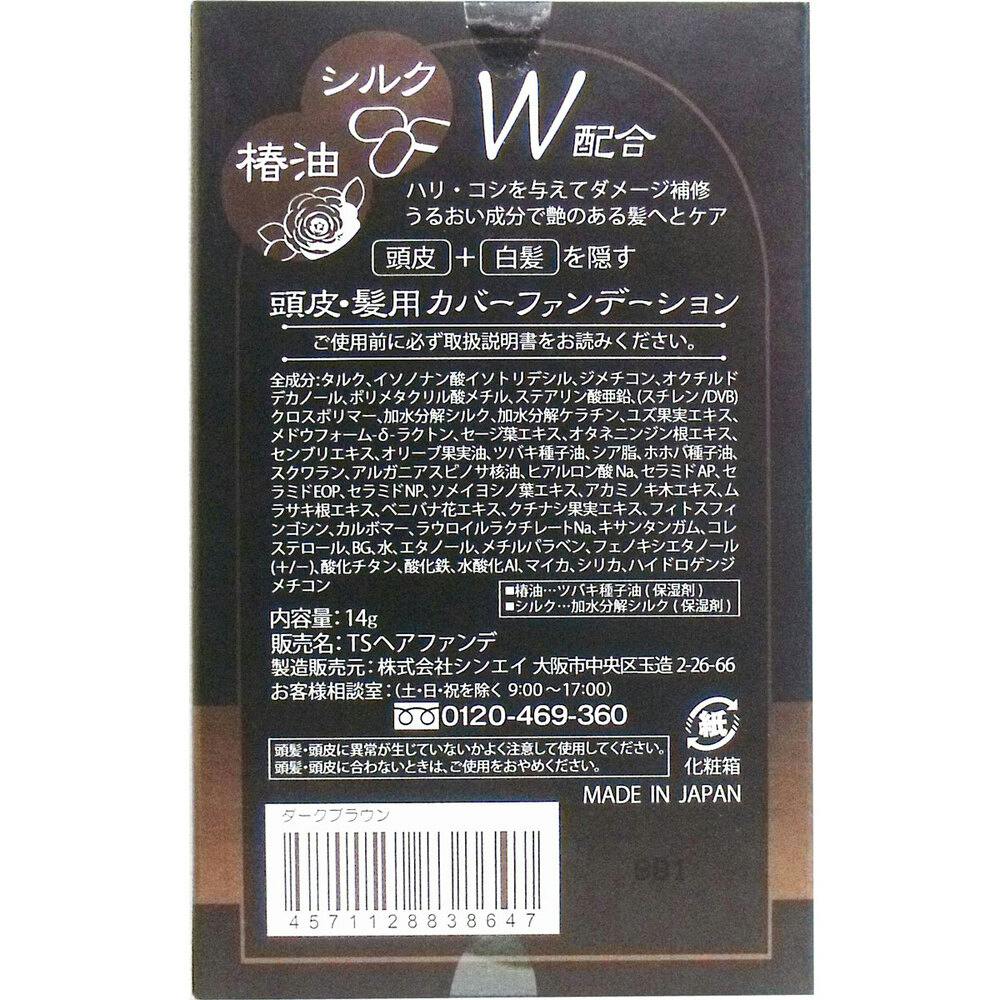 シルク
椿油
W配合
ハリ・コシを与えてダメージ補修
うるおい成分で艶のある髪へとケア
頭皮+白髪を隠す
頭皮・髪用カバーファンデーション
ご使用前に必ず取扱説明書をお読みください。
全成分:タルク、イソノナン酸イソトリデシル、ジメチコン、オクチルド
デカノール、ポリメタクリル酸メチル、ステアリン酸亜鉛、(スチレン/DVB)
クロスポリマー、加水分解シルク、加水分解ケラチン、ユズ果実エキス、
メドウフォーム-δ-ラクトン、セージ葉エキス、オタネニンジン根エキス、
センブリエキス、オリーブ果実油、ツバキ種子油、シア脂、ホホバ種子油、
スクワラン、アルガニアスピノサ核油、ヒアルロン酸Na、セラミドAP、セ
ラミドEOP、セラミドNP、ソメイヨシノ葉エキス、アカミノキ木エキス、ム
ラサキ根エキス、ベニバナ花エキス、クチナシ果実エキス、フィトスフィ
ンゴシン、カルボマー、ラウロイルラクチレートNa、キサンタンガム、コレ
ステロール、BG、水、エタノール、メチルパラベン、フェノキシエタノール
(+/−)、酸化チタン、酸化鉄、水酸化Al、マイカ、シリカ、ハイドロゲンジ
メチコン
■椿油…ツバキ種子油(保湿剤)
■シルク…加水分解シルク(保湿剤)
内容量:14g
販売名:TSヘアファンデ
製造販売元:株式会社シンエイ 大阪市中央区玉造2-26-66
お客様相談室:(土・日・祝を除く 9:00〜17:00)
0120-469-360
頭髪・頭皮に異常が生じていないかよく注意して使用してください。
頭髪・頭皮に合わないときは、ご使用をおやめください。
紙
化粧箱
MADE IN JAPAN
ダークブラウン
4571128838647